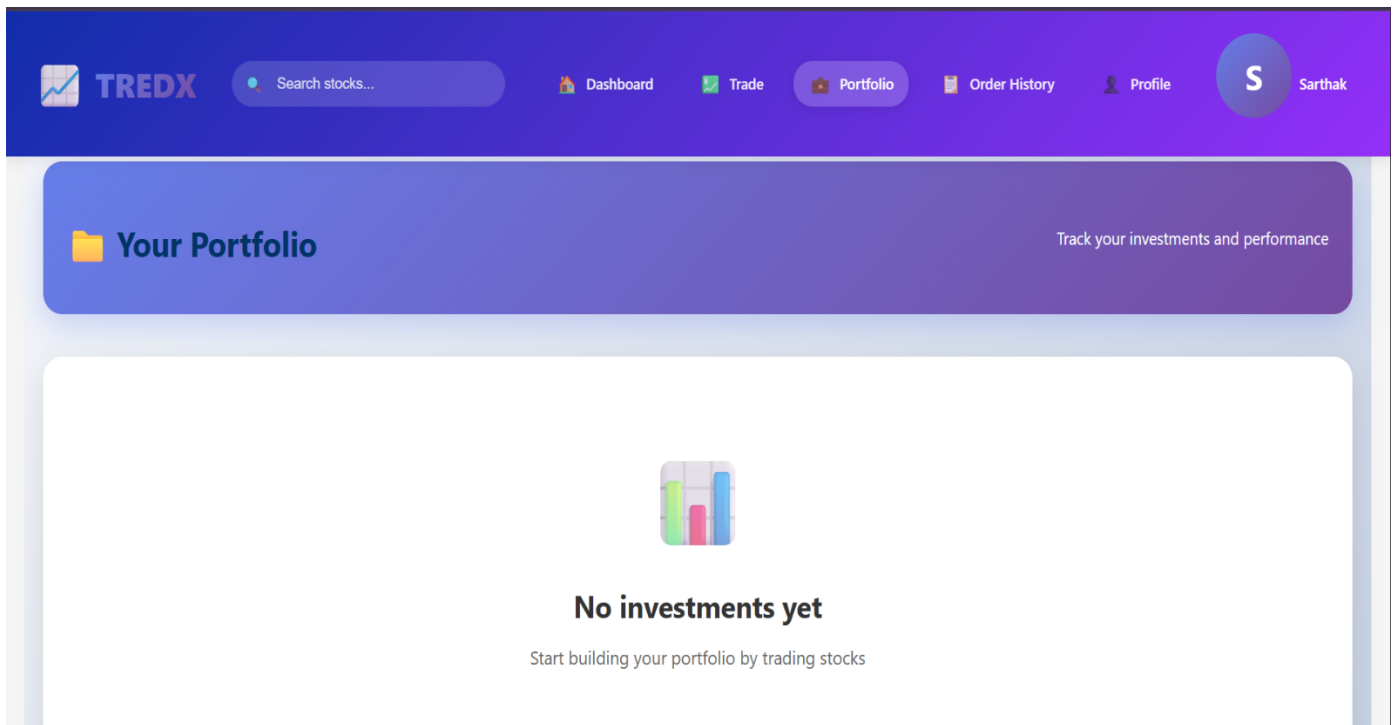 TREDX
Search stocks...
Dashboard
Trade
Portfolio
Order History
Profile
S
Sarthak
Your Portfolio
Track your investments and performance
No investments yet
Start building your portfolio by trading stocks